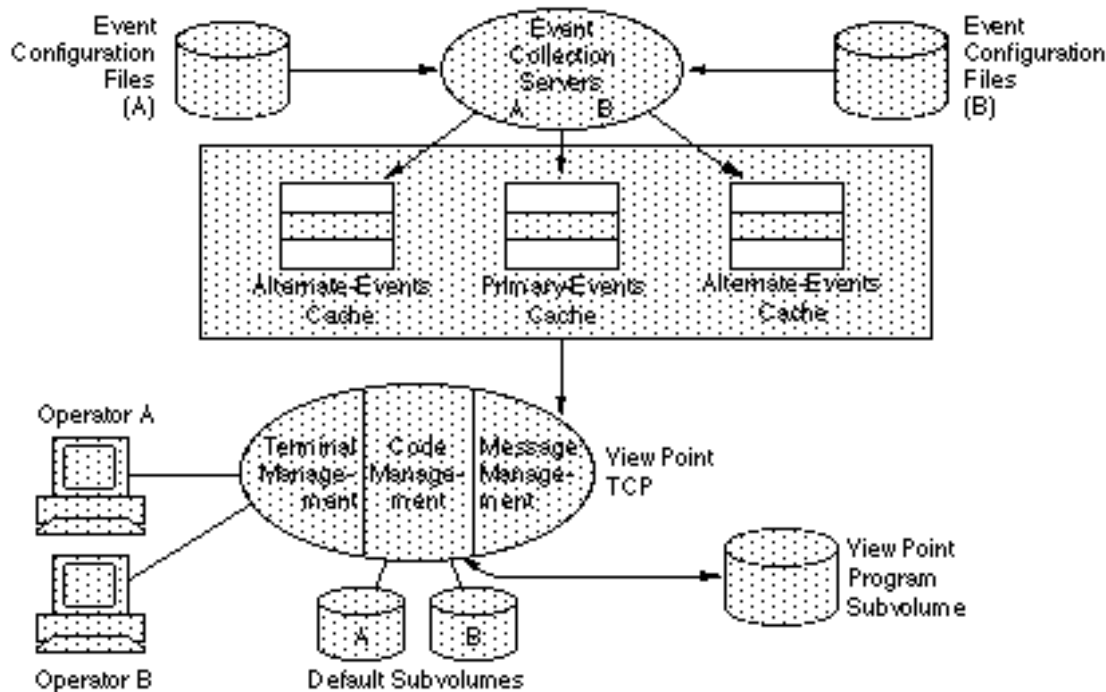 Event
Configuration
Files
(A)
Event
Collection
Servers
A B
Event
Configuration
Files
(B)
Alternate-Events
Cache
Primary-Events
Cache
Alternate-Events
Cache
Operator A
Terminal
Manage-
ment
Code
Manage-
ment
Message
Manage-
ment
View Point
TCP
View Point
Program
Subvolume
A
B
Operator B
Default Subvolumes